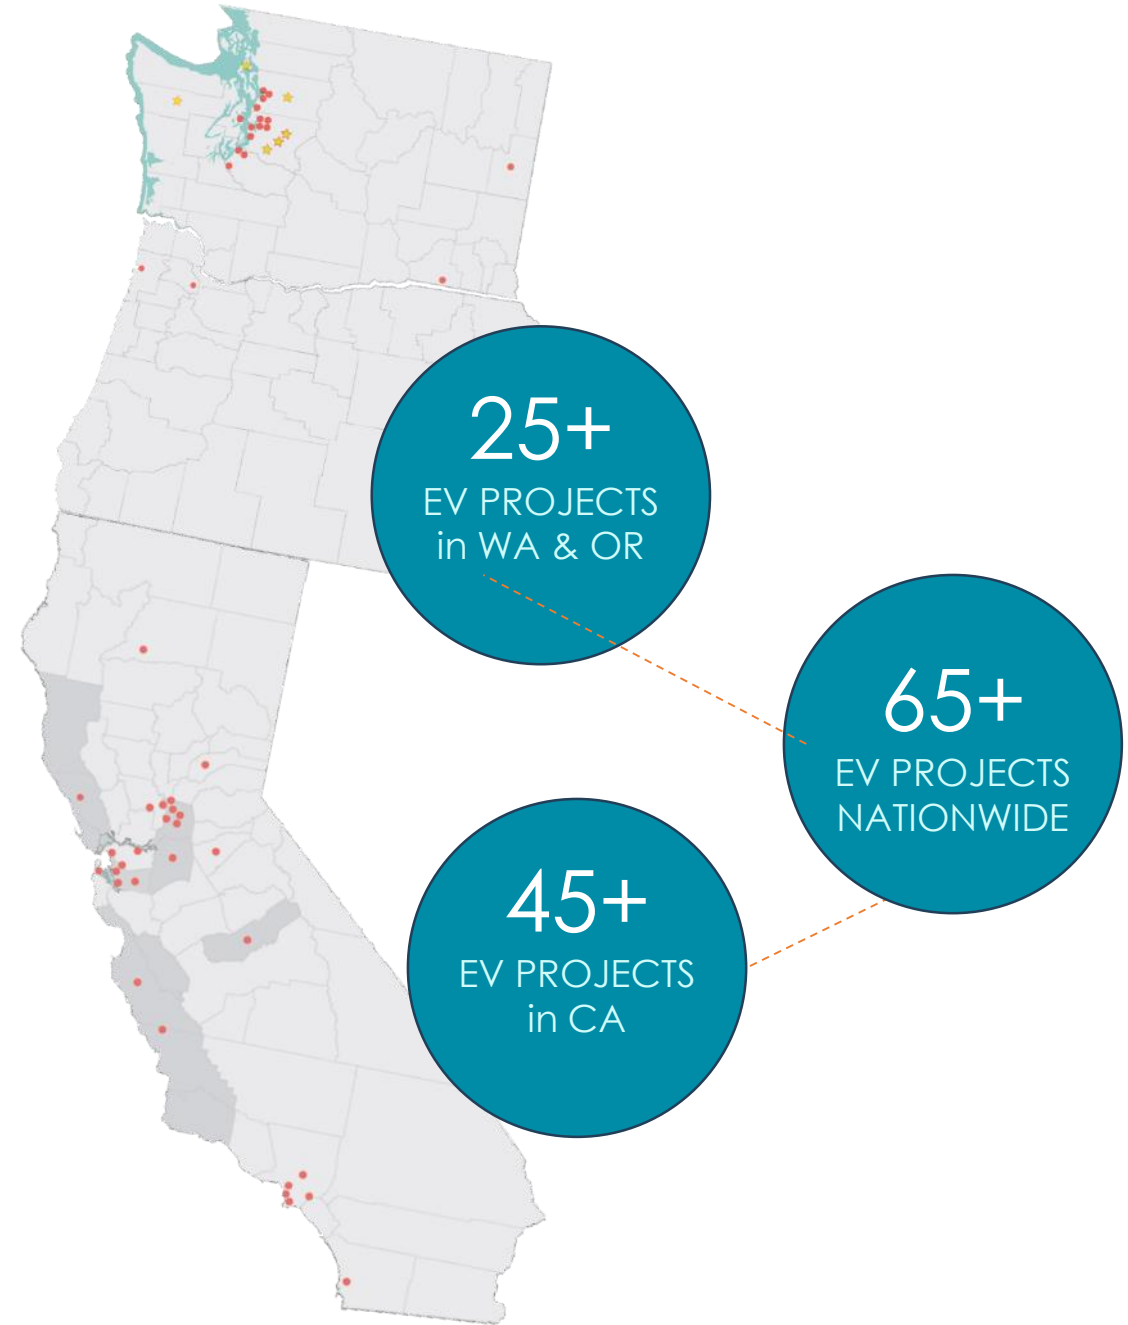 25+
EV PROJECTS
in WA & OR
65+
EV PROJECTS
NATIONWIDE
45+
EV PROJECTS
in CA